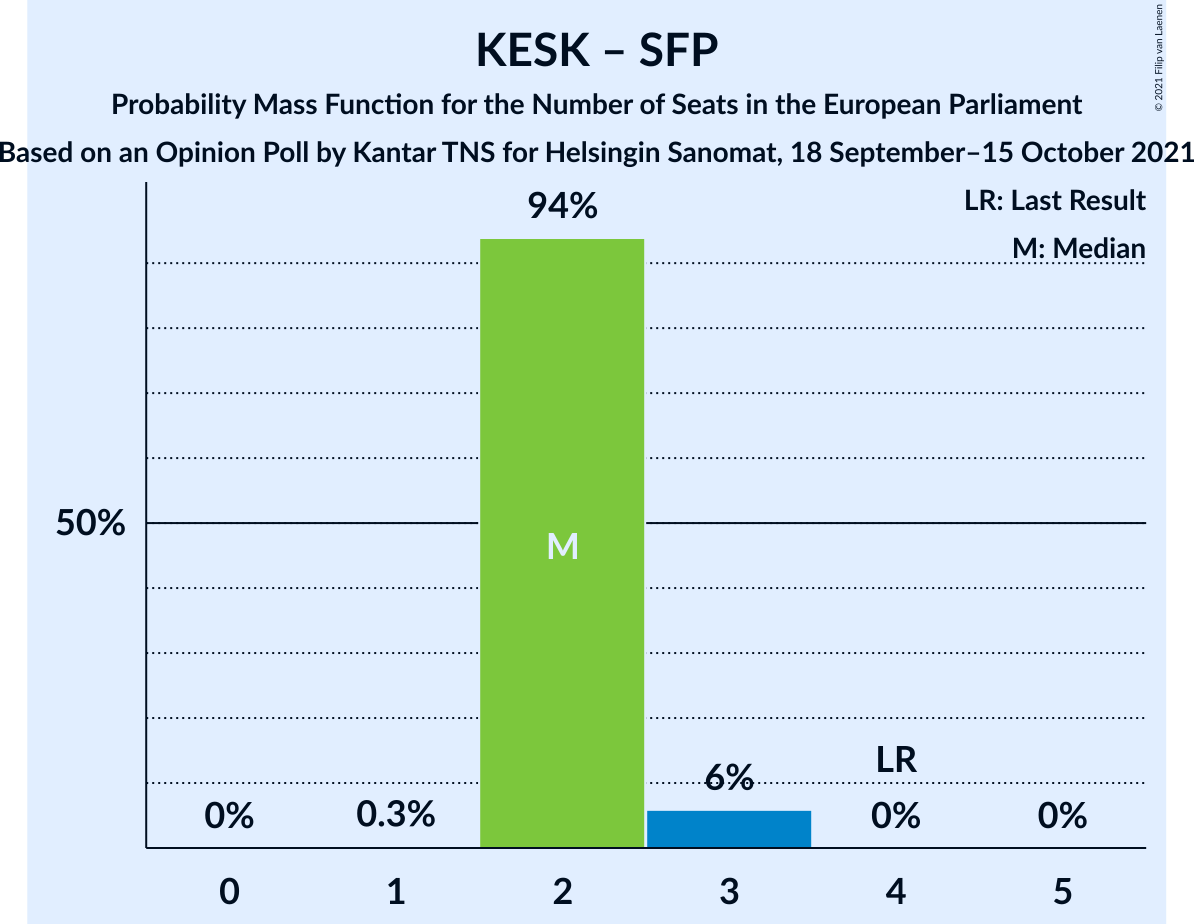 KESK – SFP
Probability Mass Function for the Number of Seats in the European Parliament
Based on an Opinion Poll by Kantar TNS for Helsingin Sanomat, 18 September–15 October 2021
© 2021 Filip van Laenen
LR: Last Result
M: Median
94%
50%
M
LR
6%
0%
0.3%
0%
0%
0
1
2
3
4
5